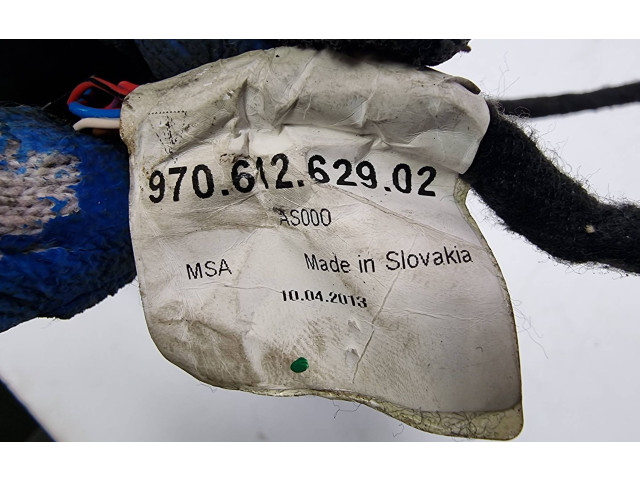 970.612.629.02
AS000
MSA Made in Slovakia
10.04.2013